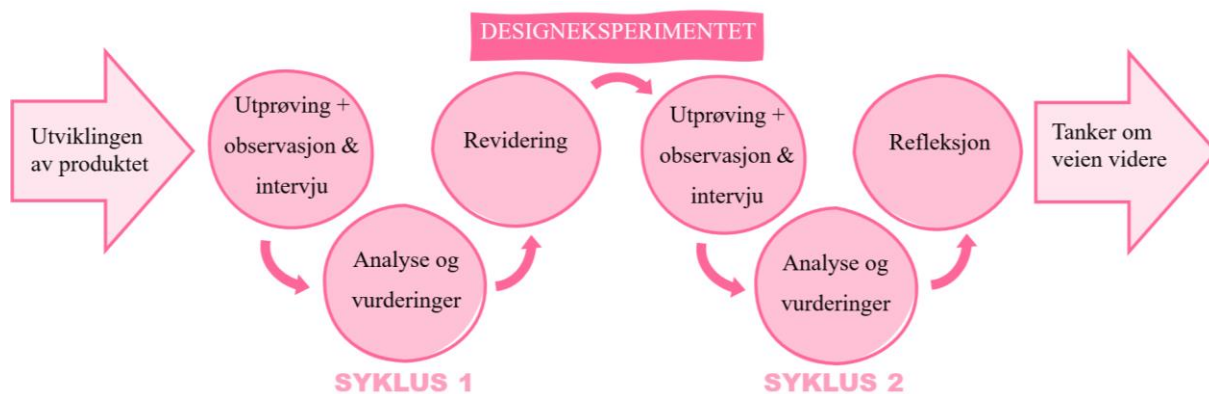 DESIGNEKSPERIMENTET
Utviklingen
av produktet
Utprøving +
observasjon &
intervju
Analyse og
vurderinger
Revidering
SYKLUS 1
Utprøving +
observasjon &
intervju
Analyse og
vurderinger
Refleksjon
SYKLUS 2
Tanker om
veien videre